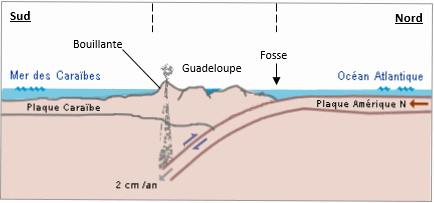 Sud
Nord
Bouillante
Guadeloupe
Fosse
Mer des Caraïbes
Océan Atlantique
Plaque Caraïbe
Plaque Amérique N
2 cm /an